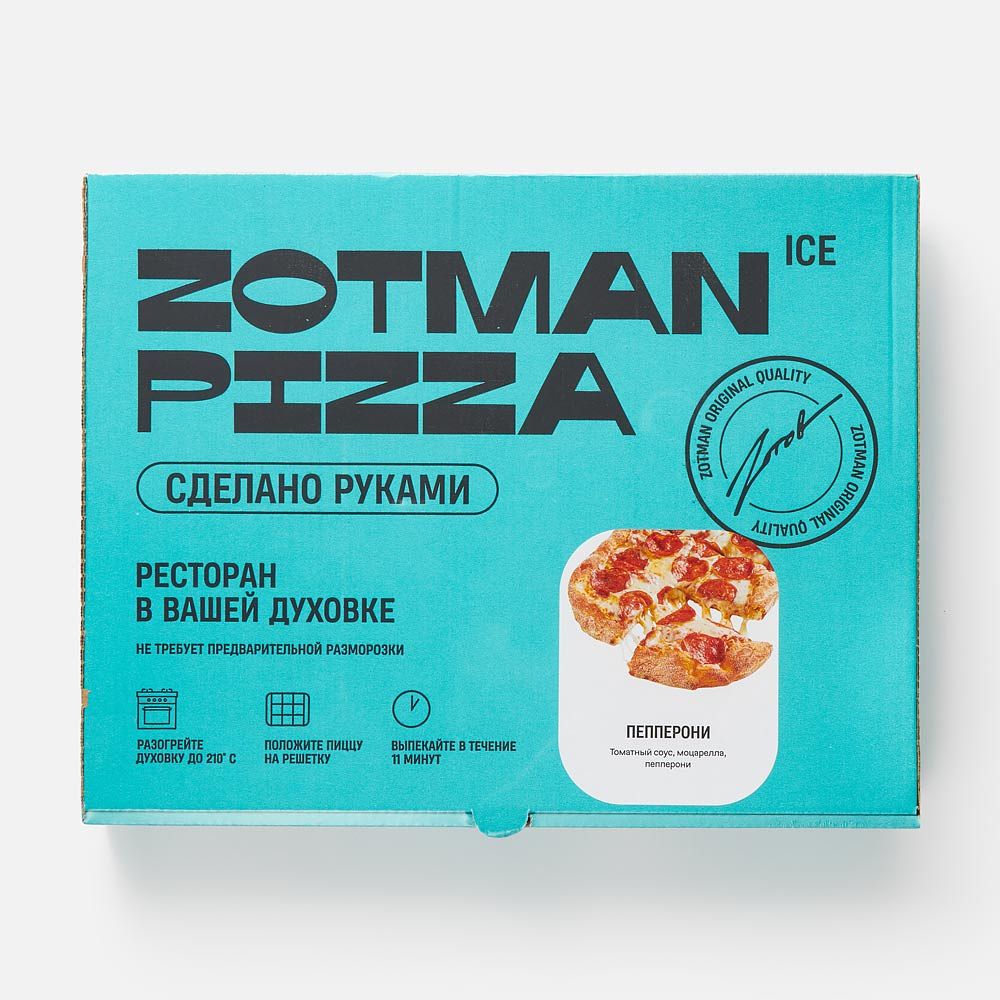 ZOTMAN ICE
PIZZA
ZOTMAN ORIGINAL QUALITY
ZOTMAN ORIGINAL QUALITY
Зотов
СДЕЛАНО РУКАМИ
РЕСТОРАН
В ВАШЕЙ ДУХОВКЕ
НЕ ТРЕБУЕТ ПРЕДВАРИТЕЛЬНОЙ РАЗМОРОЗКИ
РАЗОГРЕЙТЕ
ДУХОВКУ ДО 210° С
ПОЛОЖИТЕ ПИЦЦУ
НА РЕШЕТКУ
ВЫПЕКАЙТЕ В ТЕЧЕНИЕ
11 МИНУТ
ПЕППЕРОНИ
Томатный соус, моцарелла,
пепперони